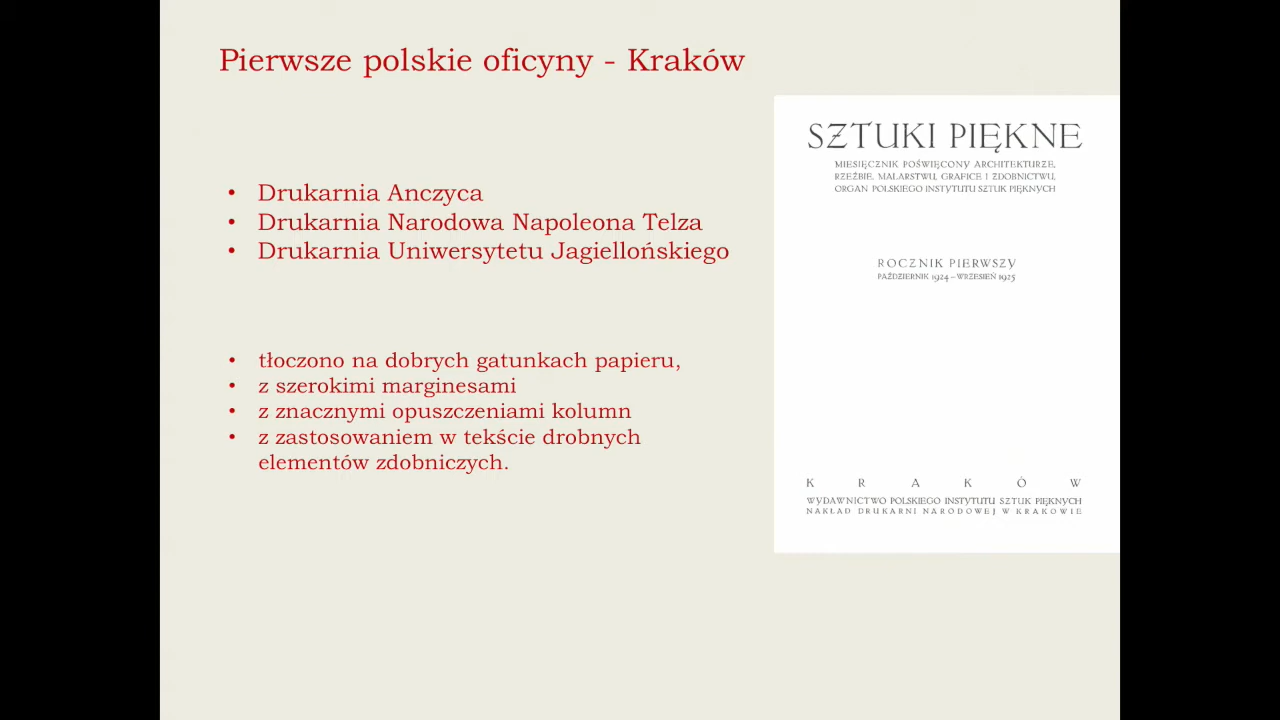 Pierwsze polskie oficyny - Kraków
• Drukarnia Anczyca
• Drukarnia Narodowa Napoleona Telza
• Drukarnia Uniwersytetu Jagiellońskiego
• tłoczono na dobrych gatunkach papieru,
• z szerokimi marginesami
• z znacznymi opuszczeniami kolumn
• z zastosowaniem w tekście drobnych
elementów zdobniczych.
SZTUKI PIĘKNE
MIESIĘCZNIK POŚWIĘCONY ARCHITEKTURZE,
RZEŹBIE, MALARSTWU, GRAFICE I ZDOBNICTWU,
ORGAN POLSKIEGO INSTYTUTU SZTUK PIĘKNYCH
ROCZNIK PIERWSZY
PAŹDZIERNIK 1924 – WRZESIEŃ 1925
K R A K Ó W
WYDAWNICTWO POLSKIEGO INSTYTUTU SZTUK PIĘKNYCH
NAKŁAD DRUKARNI NARODOWEJ W KRAKOWIE